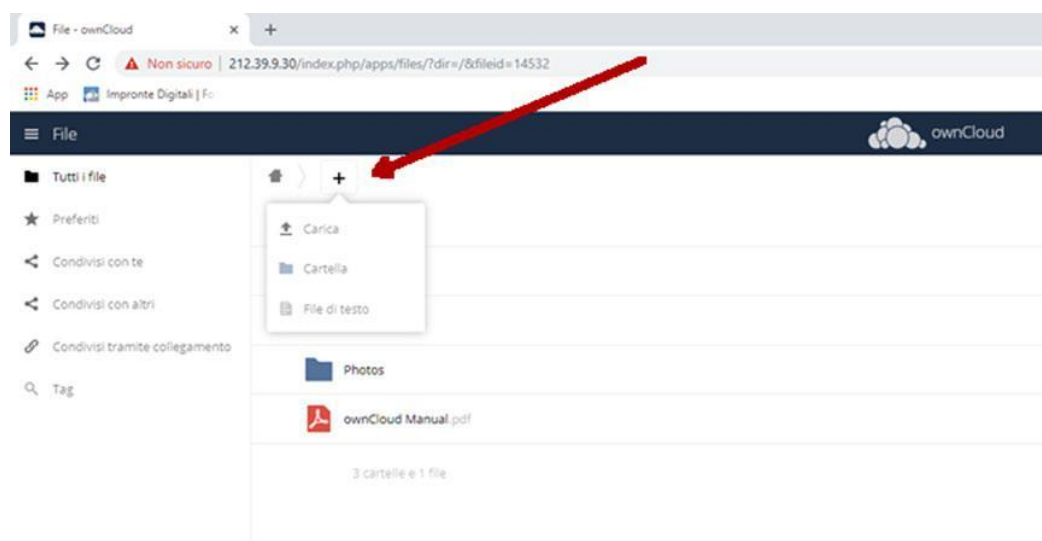 File - ownCloud
Non sicuro | 212.39.9.30/index.php/apps/files/?dir=/&fileid=14532
App Impronte Digitali | Fo
File ownCloud
Tutti i file
Preferiti
Condivisi con te
Condivisi con altri
Condivisi tramite collegamento
Tag
Carica
Cartella
File di testo
Photos
ownCloud Manual.pdf
3 cartelle e 1 file